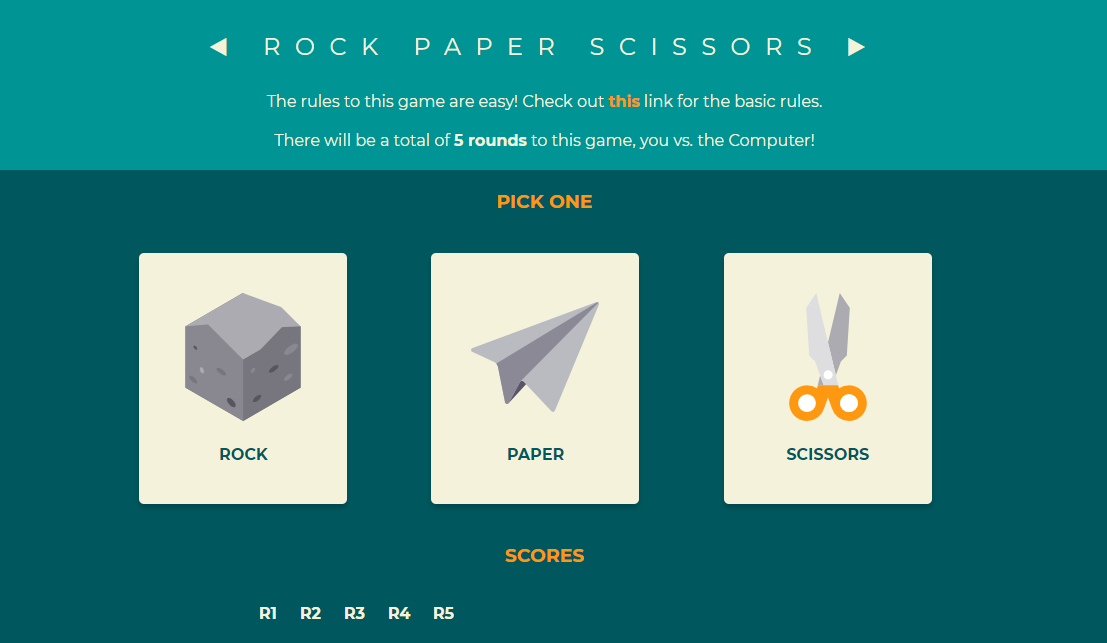 ROCK PAPER SCISSORS
The rules to this game are easy! Check out this link for the basic rules.
There will be a total of 5 rounds to this game, you vs. the Computer!
PICK ONE
ROCK PAPER SCISSORS
SCORES
R1 R2 R3 R4 R5